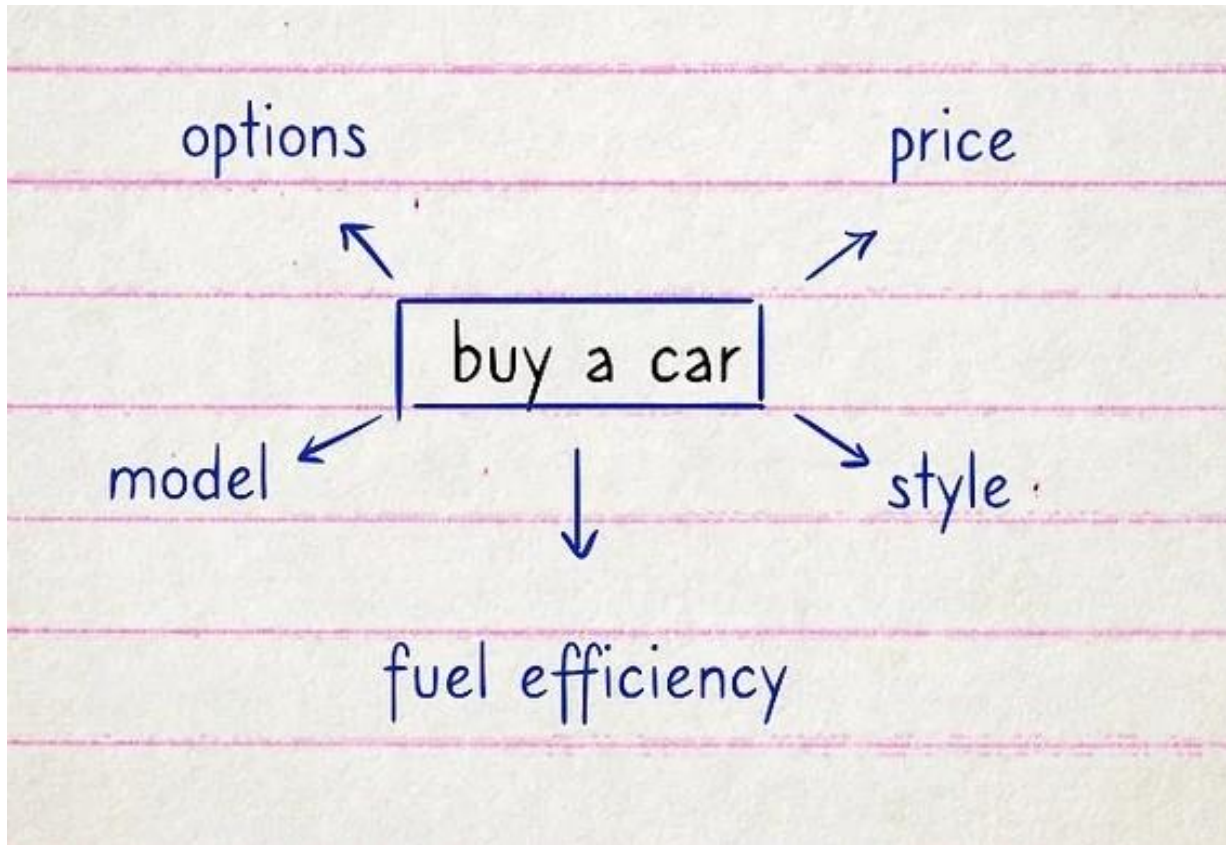 options
price
buy a car
model
style
fuel efficiency